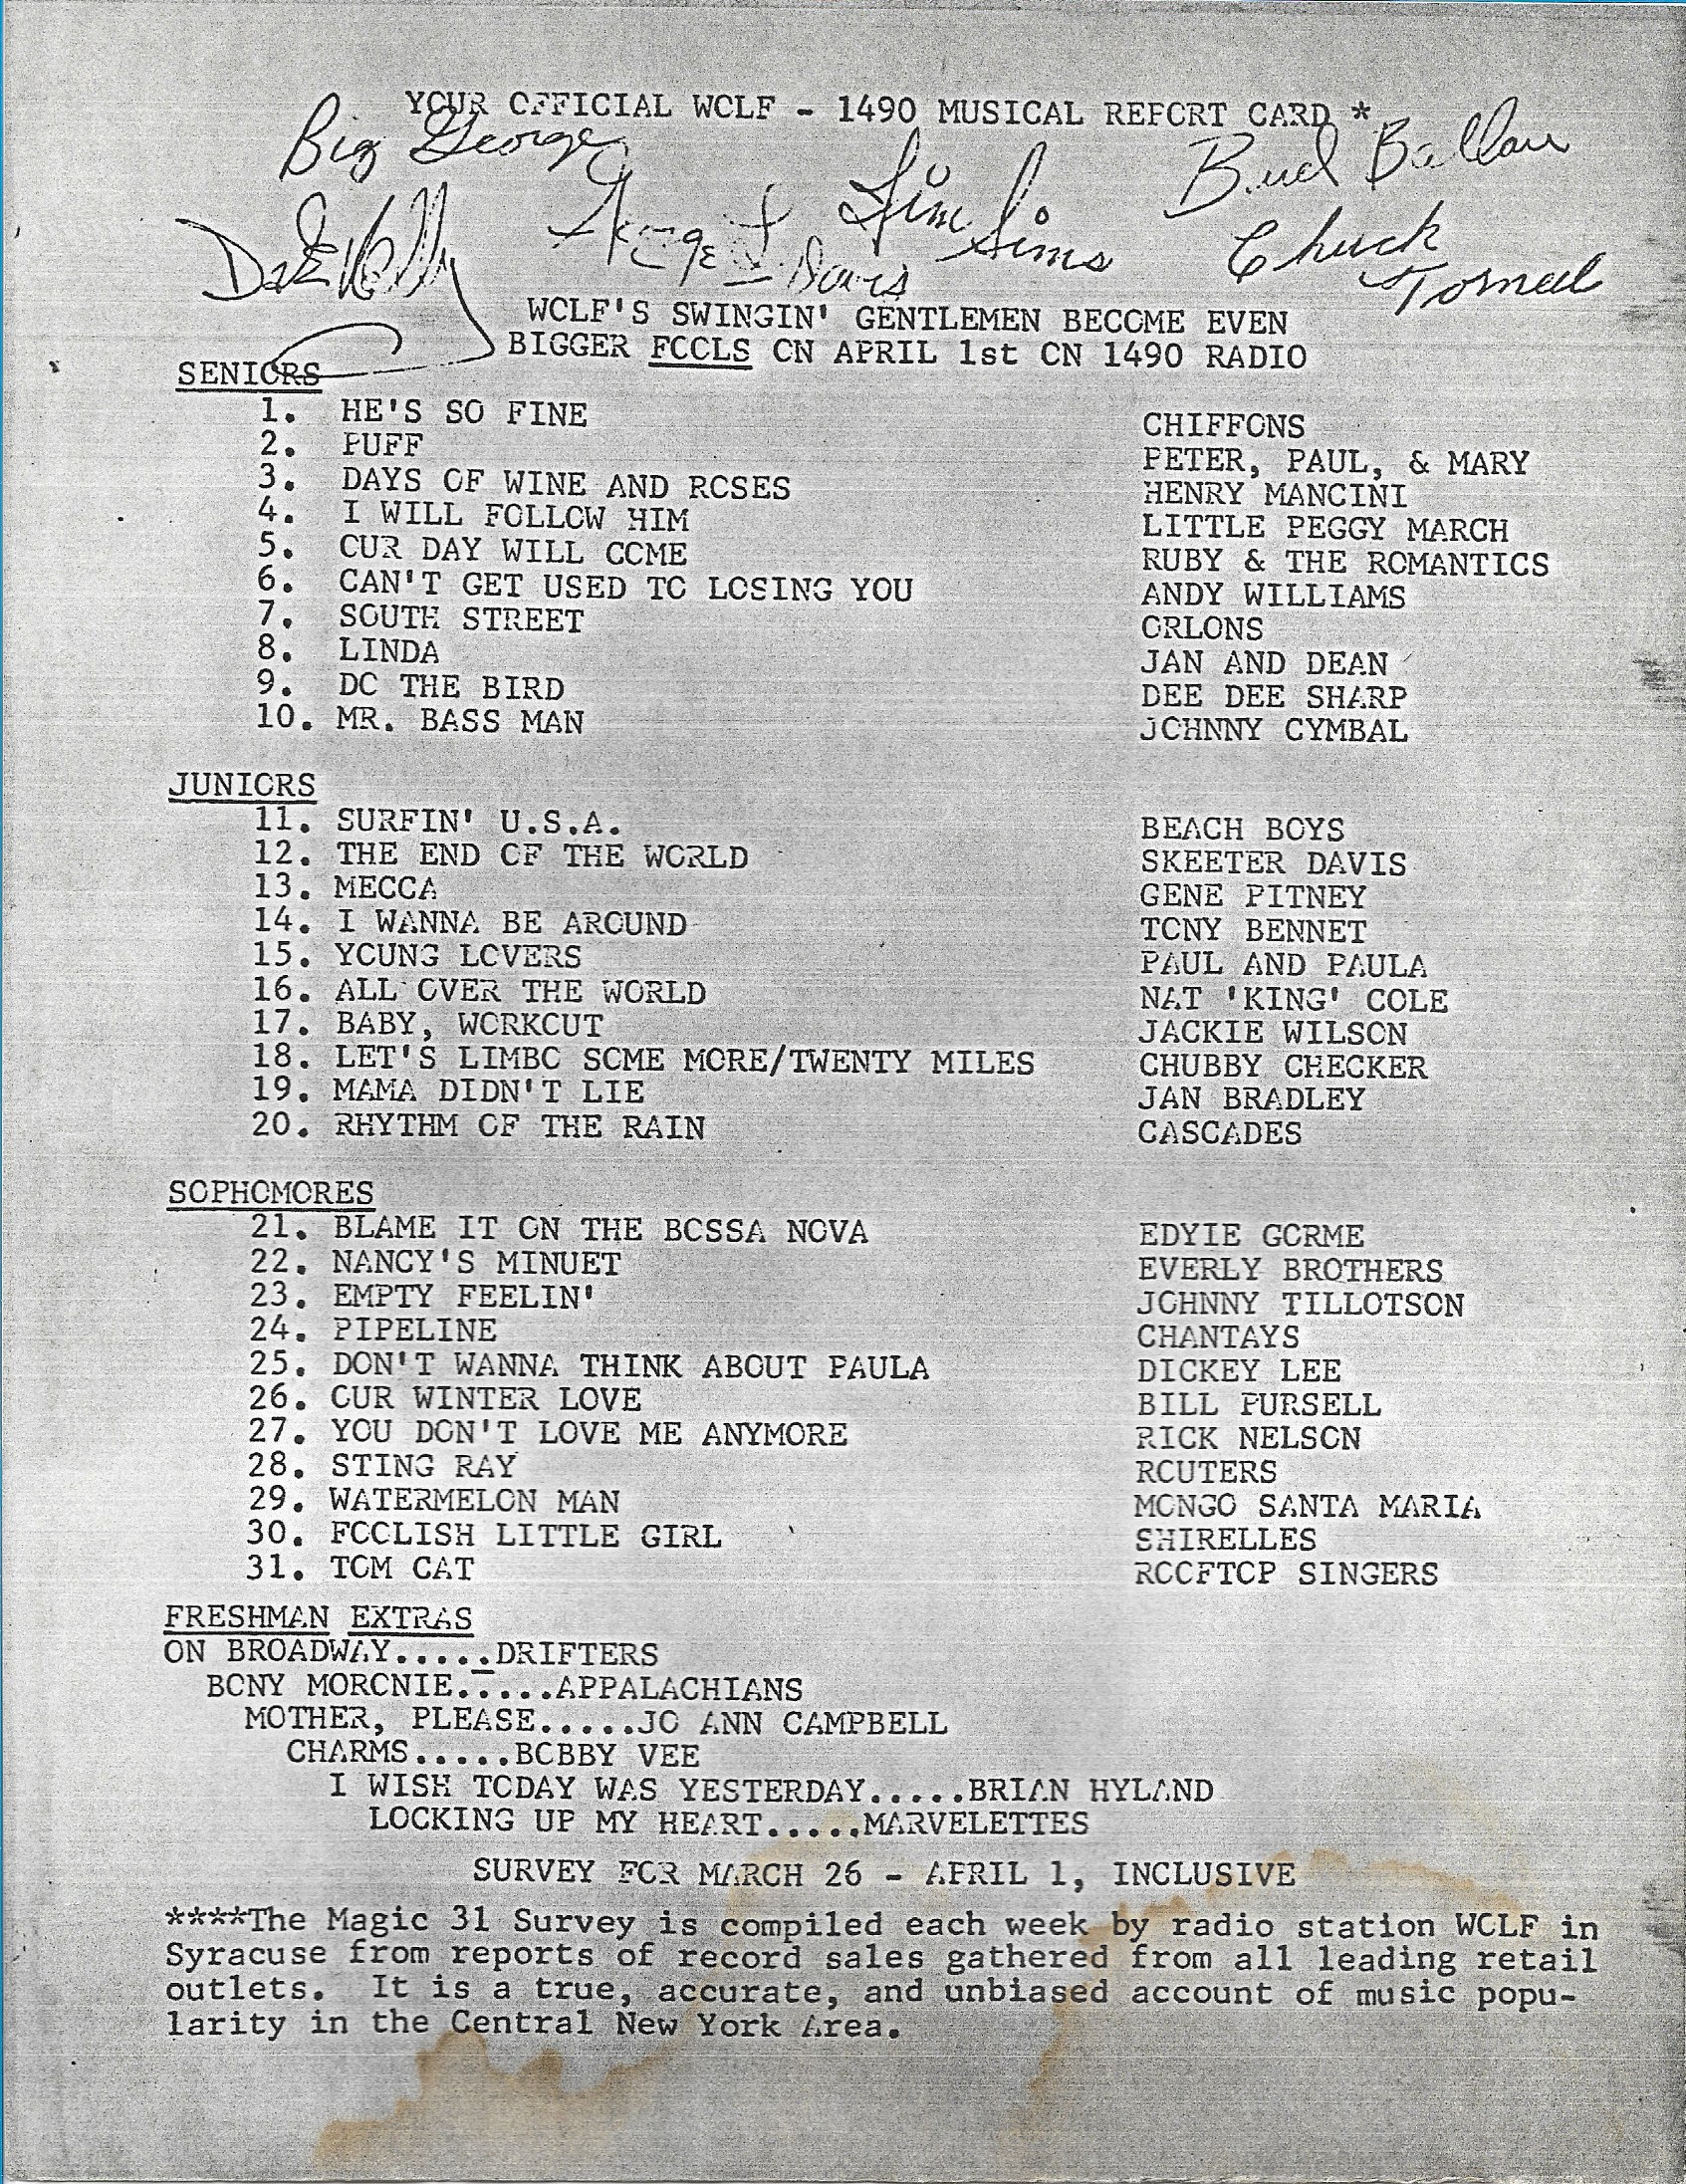 YOUR OFFICIAL WCLF - 1490 MUSICAL REPORT CARD *
Big George
Bud Ballou
Jim Sims
George L Davis
Chuck
WCLF'S SWINGIN' GENTLEMEN BECOME EVEN
BIGGER FOOLS ON APRIL 1st ON 1490 RADIO
SENIORS
1. HE'S SO FINE CHIFFONS
2. PUFF PETER, PAUL, & MARY
3. DAYS OF WINE AND ROSES HENRY MANCINI
4. I WILL FOLLOW HIM LITTLE PEGGY MARCH
5. OUR DAY WILL COME RUBY & THE ROMANTICS
6. CAN'T GET USED TO LOSING YOU ANDY WILLIAMS
7. SOUTH STREET ORLONS
8. LINDA JAN AND DEAN
9. DO THE BIRD DEE DEE SHARP
10. MR. BASS MAN JOHNNY CYMBAL
JUNIORS
11. SURFIN' U.S.A. BEACH BOYS
12. THE END OF THE WORLD SKEETER DAVIS
13. MECCA GENE PITNEY
14. I WANNA BE AROUND TONY BENNET
15. YOUNG LOVERS PAUL AND PAULA
16. ALL OVER THE WORLD NAT 'KING' COLE
17. BABY, WORKOUT JACKIE WILSON
18. LET'S LIMBO SOME MORE/TWENTY MILES CHUBBY CHECKER
19. MAMA DIDN'T LIE JAN BRADLEY
20. RHYTHM OF THE RAIN CASCADES
SOPHOMORES
21. BLAME IT ON THE BOSSA NOVA EDYIE GORME
22. NANCY'S MINUET EVERLY BROTHERS
23. EMPTY FEELIN' JOHNNY TILLOTSON
24. PIPELINE CHANTAYS
25. DON'T WANNA THINK ABOUT PAULA DICKEY LEE
26. OUR WINTER LOVE BILL PURSELL
27. YOU DON'T LOVE ME ANYMORE RICK NELSON
28. STING RAY ROUTERS
29. WATERMELON MAN MONGO SANTA MARIA
30. FOOLISH LITTLE GIRL SHIRELLES
31. TOM CAT ROOFTOP SINGERS
FRESHMAN EXTRAS
ON BROADWAY.....DRIFTERS
BONY MORONIE.....APPALACHIANS
MOTHER, PLEASE.....JO ANN CAMPBELL
CHARMS.....BOBBY VEE
I WISH TODAY WAS YESTERDAY.....BRIAN HYLAND
LOCKING UP MY HEART.....MARVELETTES
SURVEY FOR MARCH 26 - APRIL 1, INCLUSIVE
****The Magic 31 Survey is compiled each week by radio station WCLF in
Syracuse from reports of record sales gathered from all leading retail
outlets. It is a true, accurate, and unbiased account of music popu-
larity in the Central New York Area.